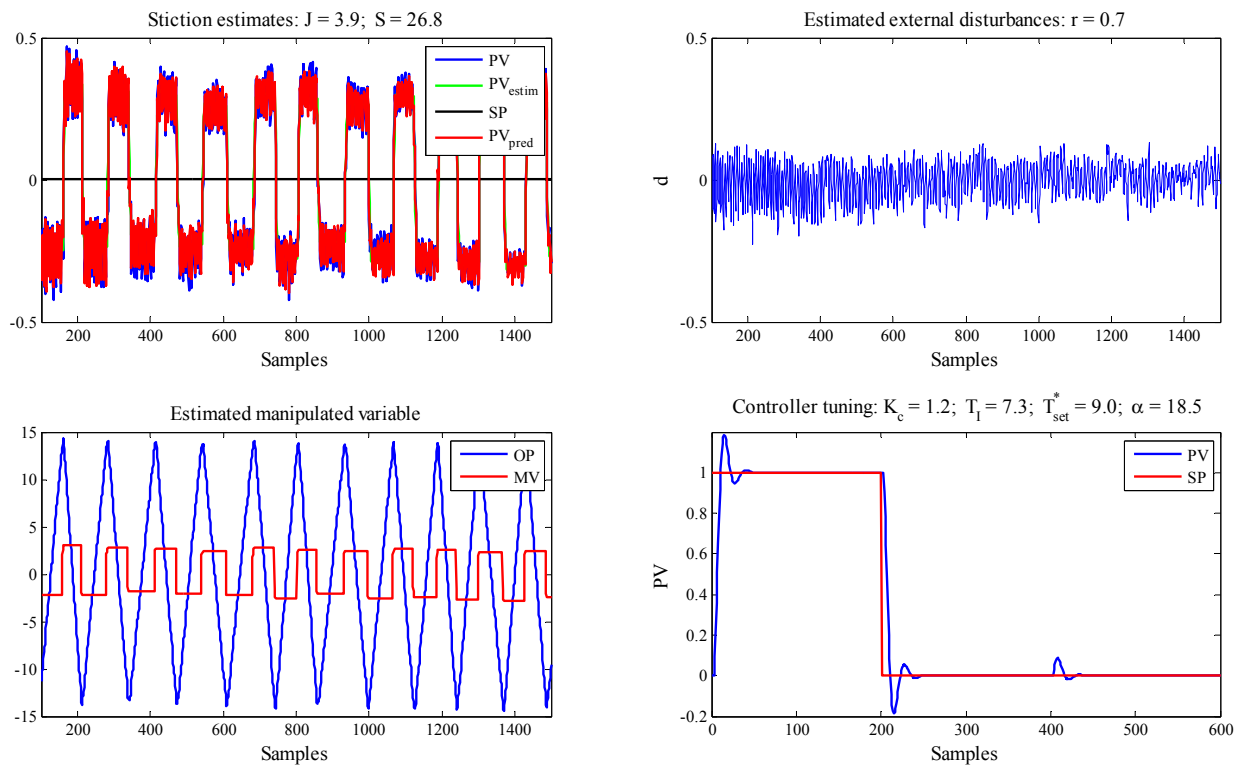 Stiction estimates: J = 3.9; S = 26.8
0.5
0
-0.5
200 400 600 800 1000 1200 1400
Samples
PV
PV_estim
SP
PV_pred
Estimated external disturbances: r = 0.7
0.5
0
-0.5
d
200 400 600 800 1000 1200 1400
Samples
Estimated manipulated variable
15
10
5
0
-5
-10
-15
200 400 600 800 1000 1200 1400
Samples
OP
MV
Controller tuning: K_c = 1.2; T_I = 7.3; T*_set = 9.0; α = 18.5
1
0.8
0.6
0.4
0.2
0
-0.2
PV
0 100 200 300 400 500 600
Samples
PV
SP